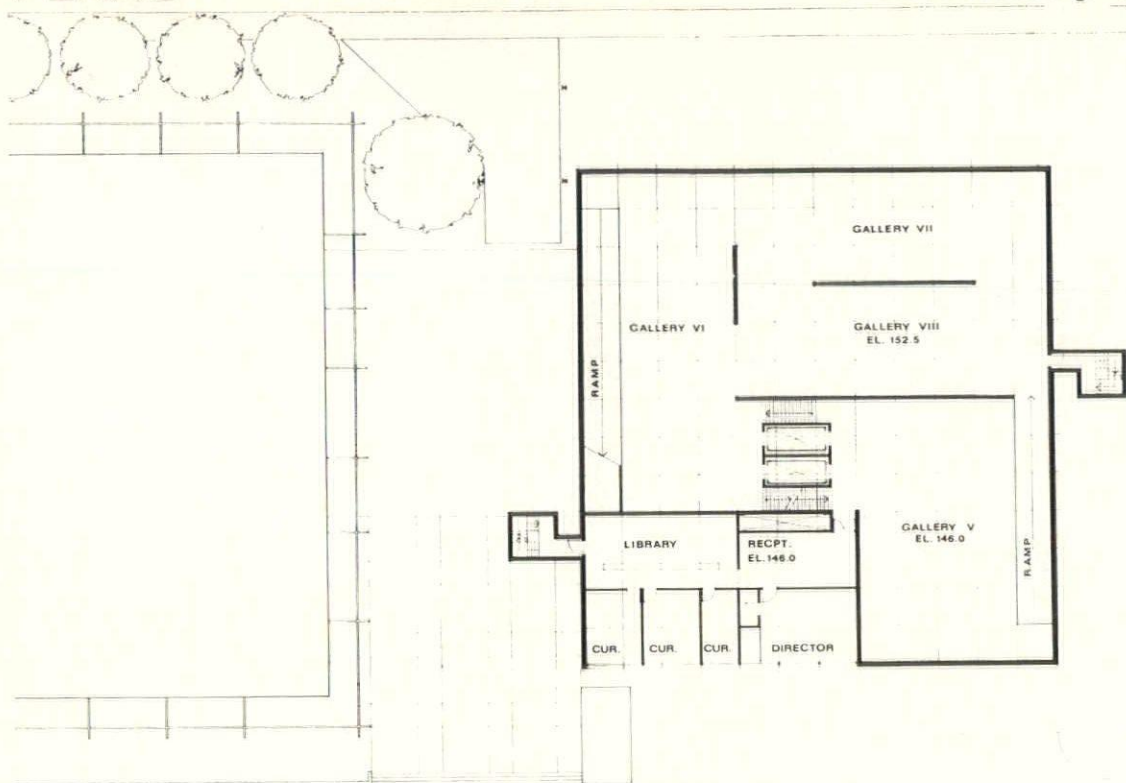 GALLERY VII
GALLERY VI
GALLERY VIII
EL. 152.5
RAMP
GALLERY V
EL. 146.0
RAMP
LIBRARY
RECPT.
EL. 146.0
CUR.
CUR.
CUR.
DIRECTOR